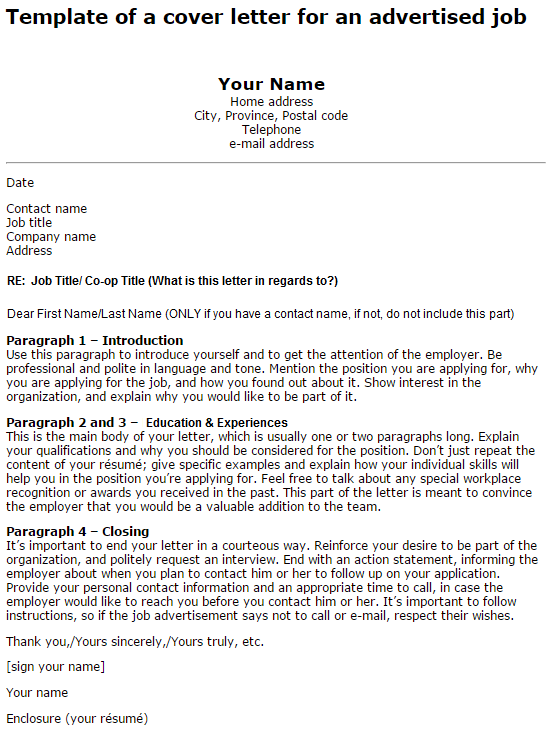 Template of a cover letter for an advertised job
Your Name
Home address
City, Province, Postal code
Telephone
e-mail address
Date
Contact name
Job title
Company name
Address
RE:  Job Title/ Co-op Title (What is this letter in regards to?)
Dear First Name/Last Name (ONLY if you have a contact name, if not, do not include this part)
Paragraph 1 – Introduction
Use this paragraph to introduce yourself and to get the attention of the employer. Be
professional and polite in language and tone. Mention the position you are applying for, why
you are applying for the job, and how you found out about it. Show interest in the
organization, and explain why you would like to be part of it.
Paragraph 2 and 3 –  Education & Experiences
This is the main body of your letter, which is usually one or two paragraphs long. Explain
your qualifications and why you should be considered for the position. Don’t just repeat the
content of your résumé; give specific examples and explain how your individual skills will
help you in the position you’re applying for. Feel free to talk about any special workplace
recognition or awards you received in the past. This part of the letter is meant to convince
the employer that you would be a valuable addition to the team.
Paragraph 4 – Closing
It’s important to end your letter in a courteous way. Reinforce your desire to be part of the
organization, and politely request an interview. End with an action statement, informing the
employer about when you plan to contact him or her to follow up on your application.
Provide your personal contact information and an appropriate time to call, in case the
employer would like to reach you before you contact him or her. It’s important to follow
instructions, so if the job advertisement says not to call or e-mail, respect their wishes.
Thank you,/Yours sincerely,/Yours truly, etc.
[sign your name]
Your name
Enclosure (your résumé)